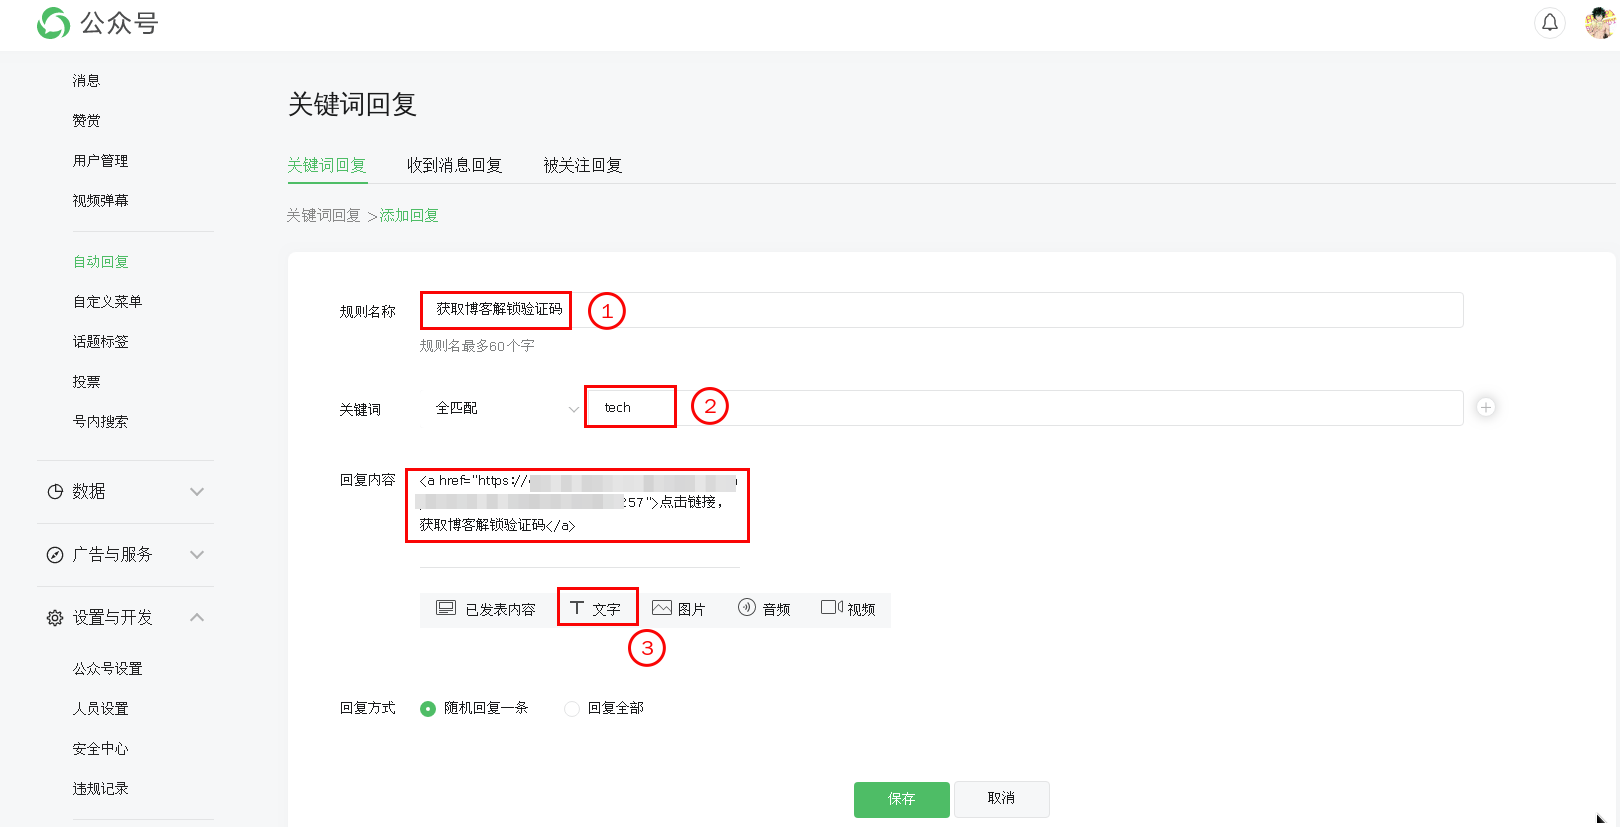 公众号
消息
赞赏
用户管理
视频弹幕
自动回复
自定义菜单
话题标签
投票
号内搜索
数据
广告与服务
设置与开发
公众号设置
人员设置
安全中心
违规记录
关键词回复
关键词回复 收到消息回复 被关注回复
关键词回复 >添加回复
规则名称 获取博客解锁验证码 1
规则名最多60个字
关键词 全匹配 tech 2
回复内容 <a href="https://
257">点击链接，
获取博客解锁验证码</a>
已发表内容 文字 图片 音频 视频
3
回复方式 随机回复一条 回复全部
保存 取消